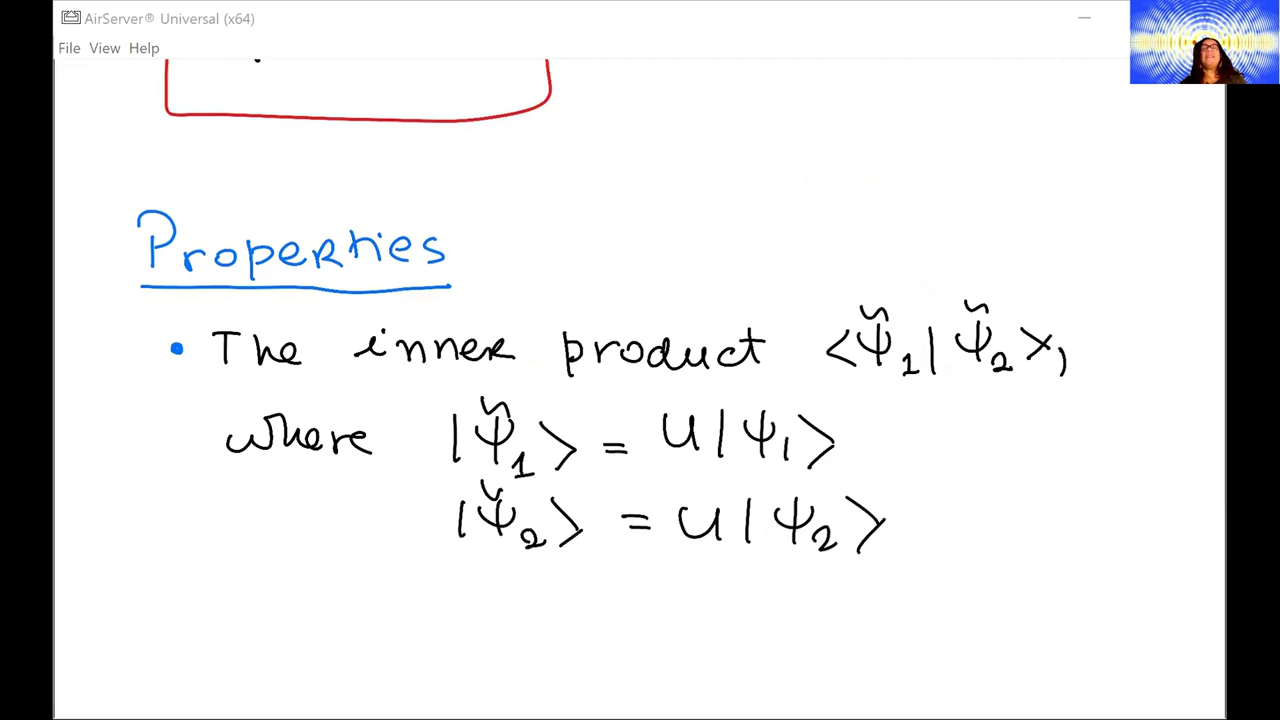 AirServer® Universal (x64)
File View Help
Properties
• The inner product <ψ̃₁|ψ̃₂>,
where |ψ̃₁> = U|ψ₁>
|ψ̃₂> = U|ψ₂>